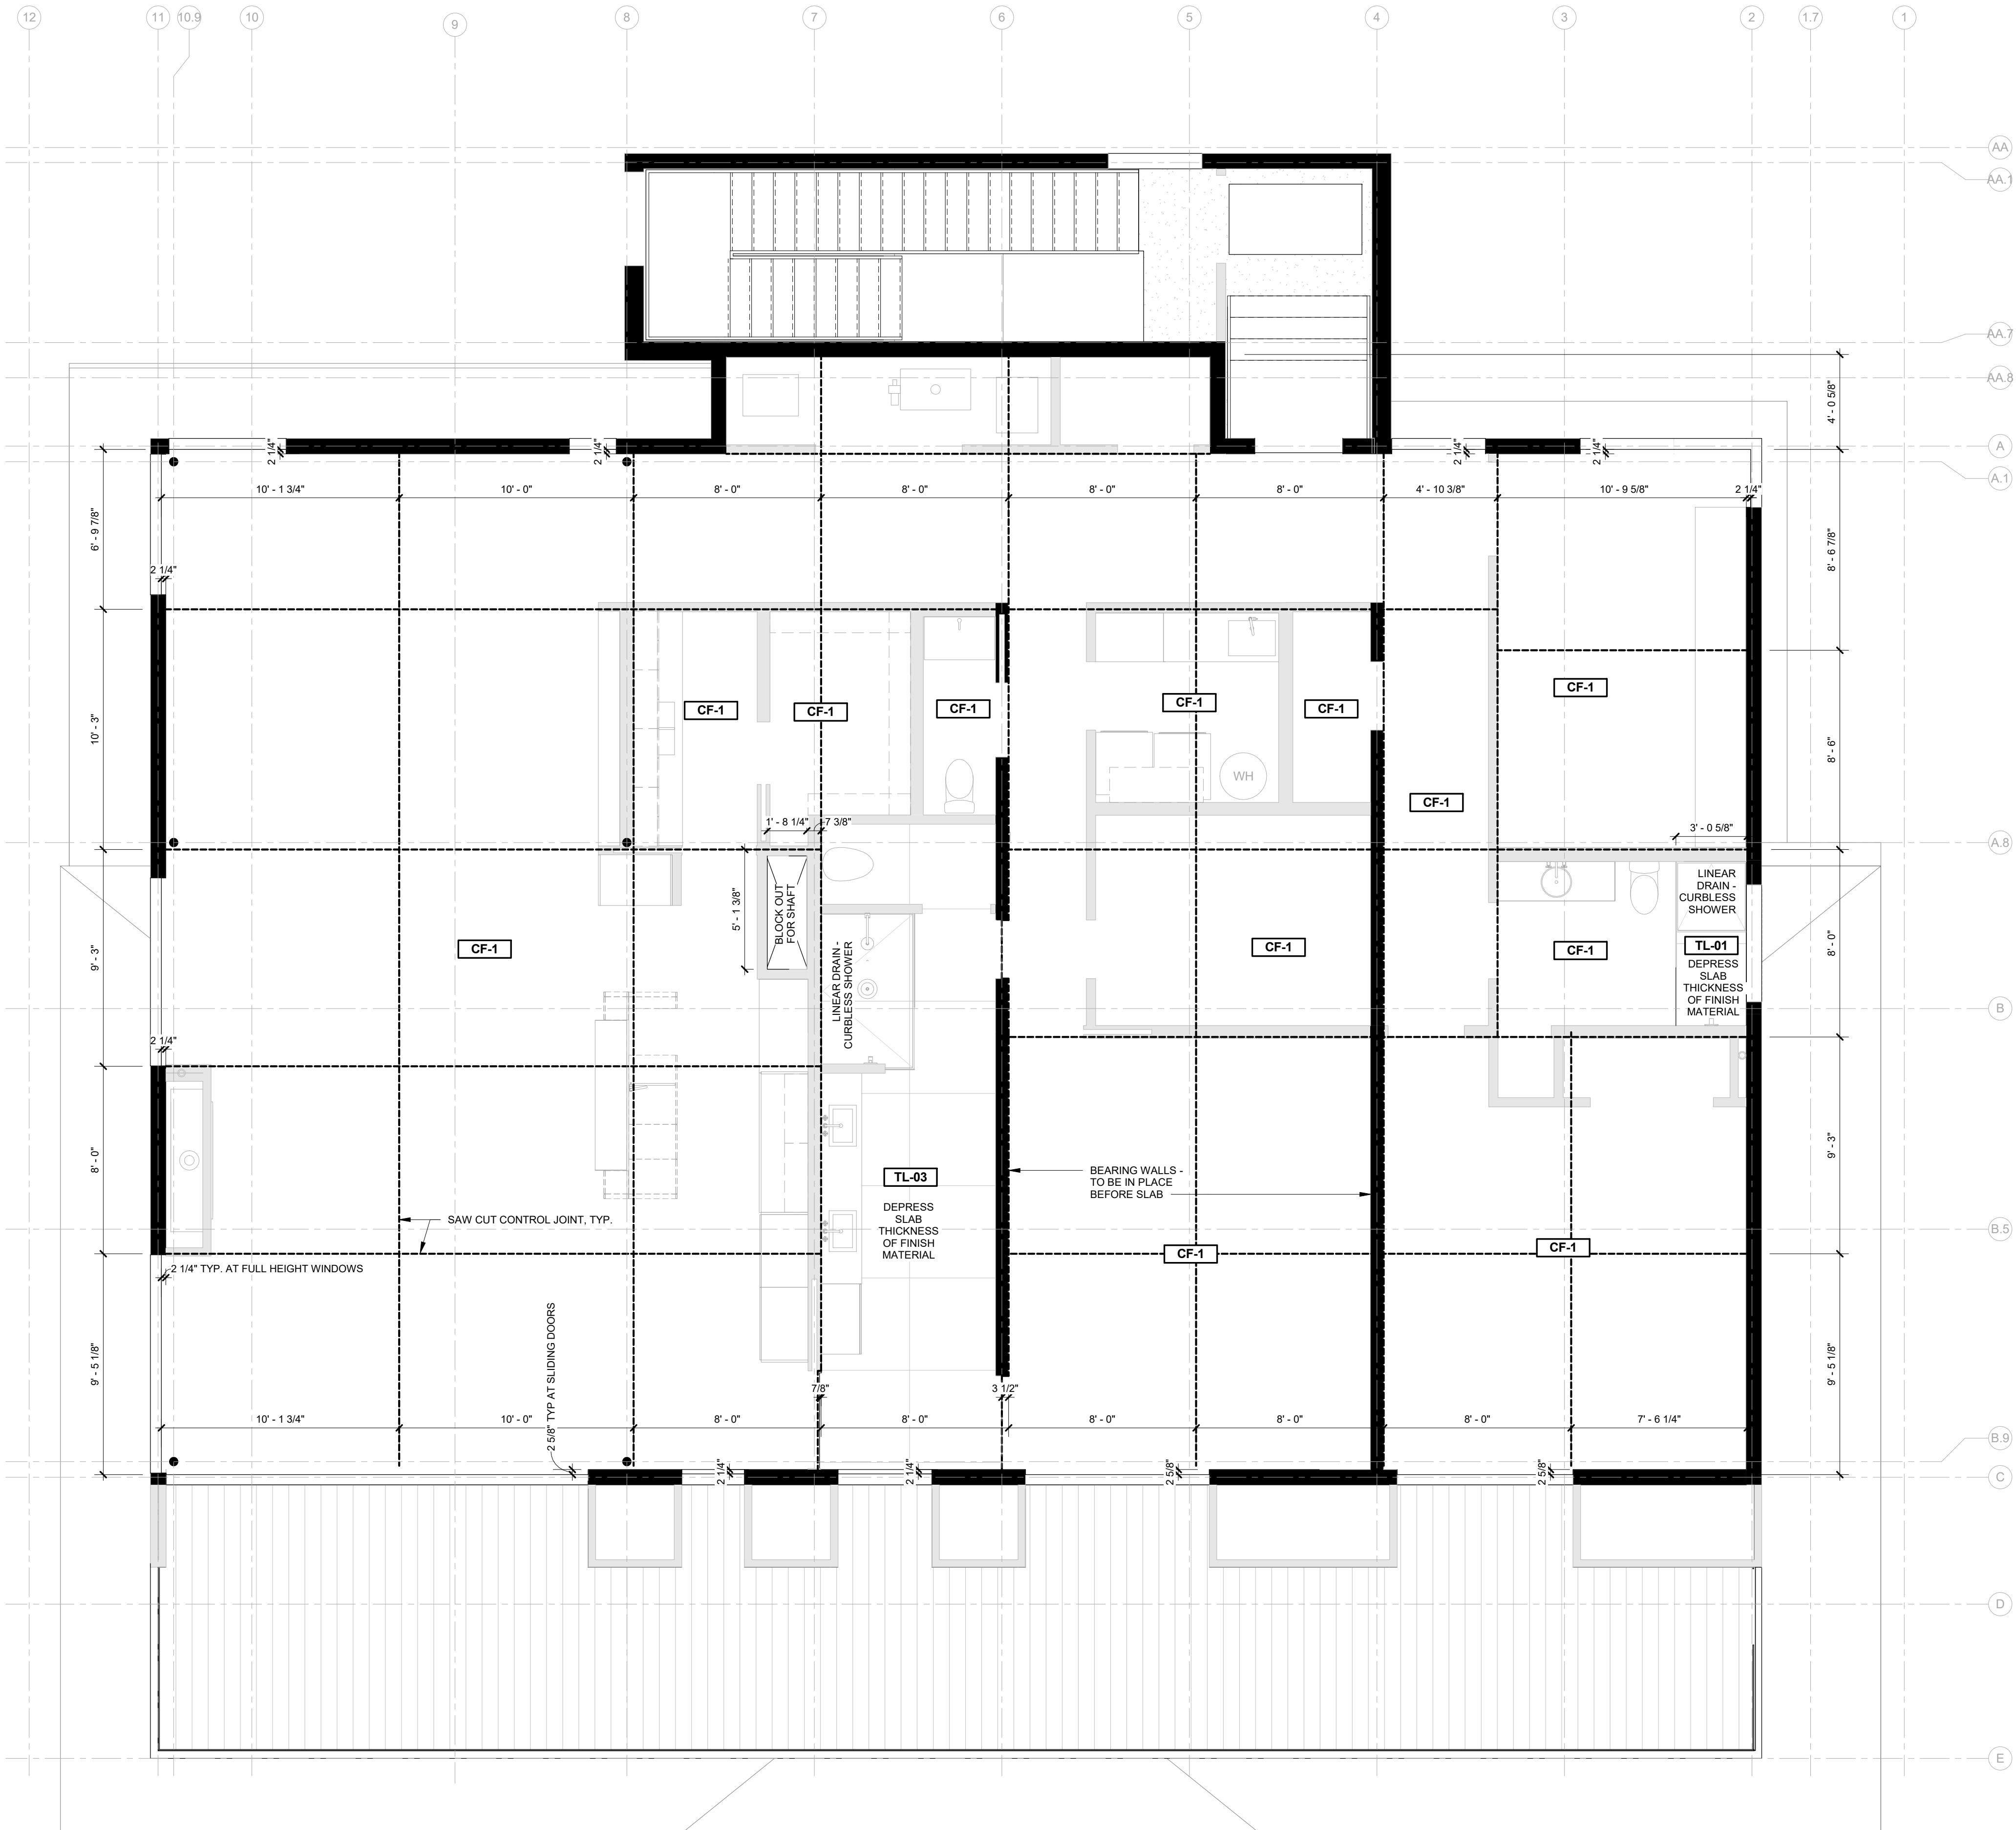 12
11
10.9
10
9
8
7
6
5
4
3
2
1.7
1
AA
AA.1
AA.7
AA.8
4' - 0 5/8"
A
A.1
2 1/4"
2 1/4"
2 1/4"
2 1/4"
10' - 1 3/4"
10' - 0"
8' - 0"
8' - 0"
8' - 0"
8' - 0"
4' - 10 3/8"
10' - 9 5/8"
2 1/4"
6' - 9 7/8"
8' - 6 7/8"
2 1/4"
CF-1
CF-1
CF-1
CF-1
CF-1
CF-1
10' - 3"
8' - 6"
WH
CF-1
1' - 8 1/4"
7 3/8"
3' - 0 5/8"
A.8
5' - 1 3/8"
BLOCK OUT
FOR SHAFT
LINEAR
DRAIN -
CURBLESS
SHOWER
CF-1
LINEAR DRAIN -
CURBLESS SHOWER
CF-1
CF-1
TL-01
DEPRESS
SLAB
THICKNESS
OF FINISH
MATERIAL
9' - 3"
8' - 0"
B
2 1/4"
8' - 0"
9' - 3"
TL-03
DEPRESS
SLAB
THICKNESS
OF FINISH
MATERIAL
BEARING WALLS -
TO BE IN PLACE
BEFORE SLAB
SAW CUT CONTROL JOINT, TYP.
B.5
CF-1
CF-1
2 1/4" TYP. AT FULL HEIGHT WINDOWS
2 5/8" TYP AT SLIDING DOORS
9' - 5 1/8"
9' - 5 1/8"
7/8"
3 1/2"
10' - 1 3/4"
10' - 0"
8' - 0"
8' - 0"
8' - 0"
8' - 0"
8' - 0"
7' - 6 1/4"
B.9
2 1/4"
2 1/4"
2 5/8"
2 5/8"
C
D
E